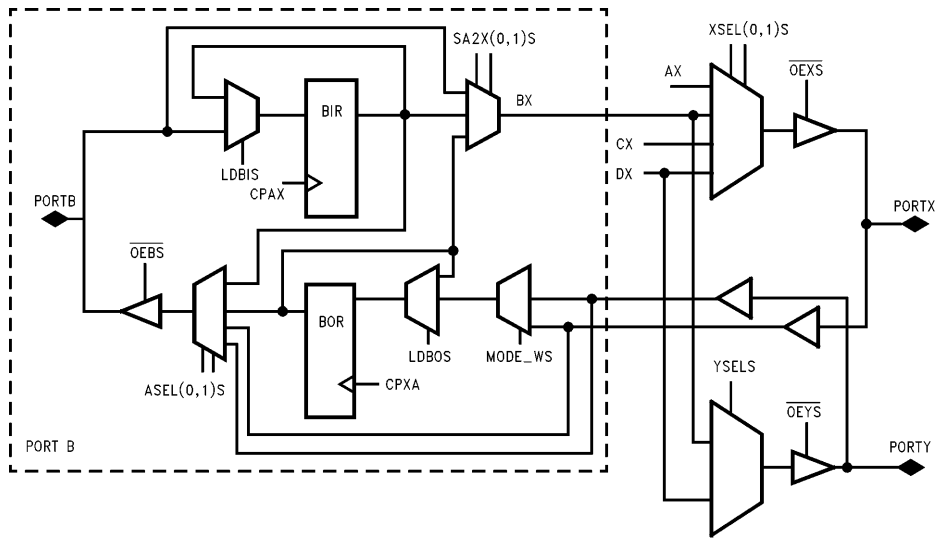 XSEL(0,1)S
SA2X(0,1)S
AX
OEXS
BX
BIR
CX
LDBIS
DX
CPAX
PORTB
PORTX
OEBS
BOR
LDBOS
MODE_WS
YSELS
ASEL(0,1)S
CPXA
OEYS
PORT B
PORTY